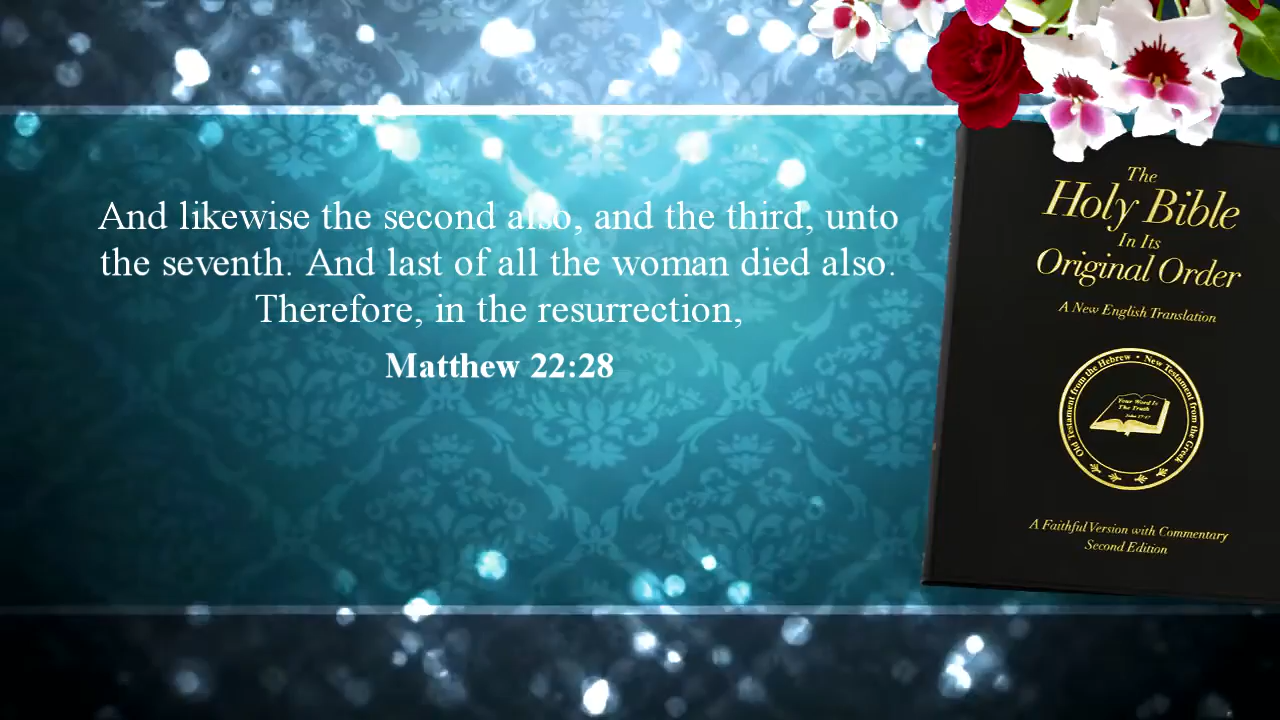 And likewise the second also, and the third, unto
the seventh. And last of all the woman died also.
Therefore, in the resurrection,
Matthew 22:28
The
Holy Bible
In Its
Original Order
A New English Translation
Old Testament from the Hebrew • New Testament from the Greek
Your Word Is
The Truth
John 17:17
A Faithful Version with Commentary
Second Edition